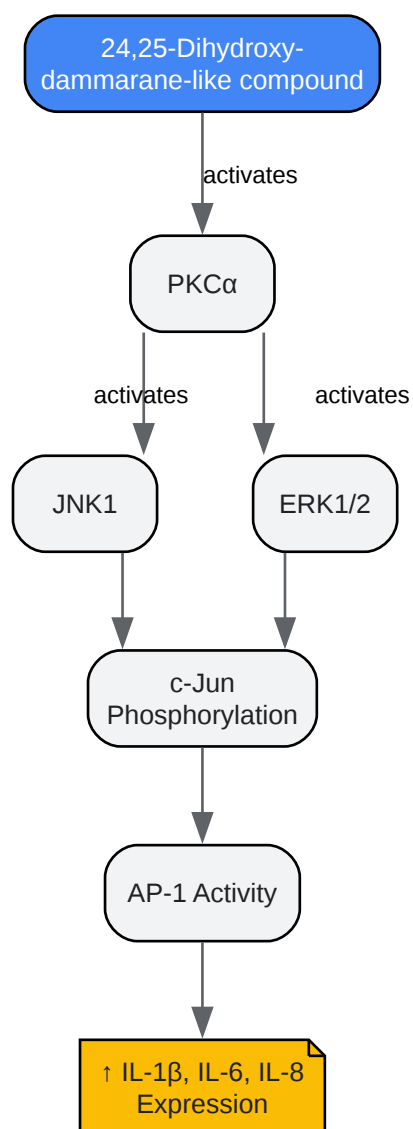 24,25-Dihydroxy-
dammarane-like compound
activates
PKCα
activates
activates
JNK1
ERK1/2
c-Jun
Phosphorylation
AP-1 Activity
↑ IL-1β, IL-6, IL-8
Expression